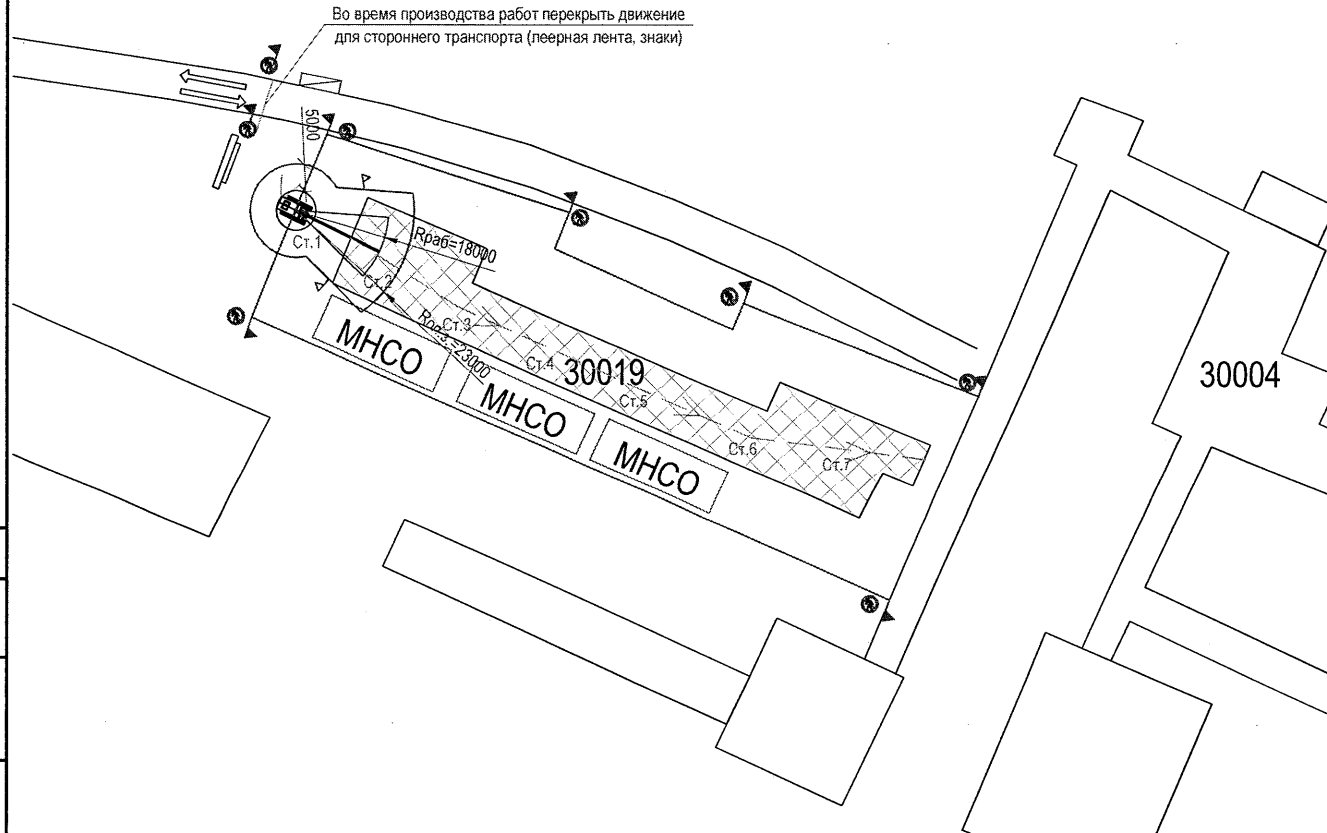 Во время производства работ перекрыть движение
для стороннего транспорта (леерная лента, знаки)
5000
Ст.1
Rраб=18000
Ст.2
Ст.3
Rраз.=23000
Ст.4
30019
Ст.5
Ст.6
Ст.7
МНСО
МНСО
МНСО
30004